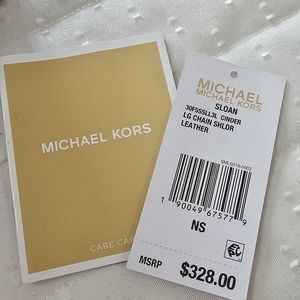 MICHAEL KORS
CARE CAR
MICHAEL
MICHAEL KORS
SLOAN
30F5SSLL3L CINDER
LG CHAIN SHLDR
LEATHER
1 90049 67577 9
NS
MSRP $328.00